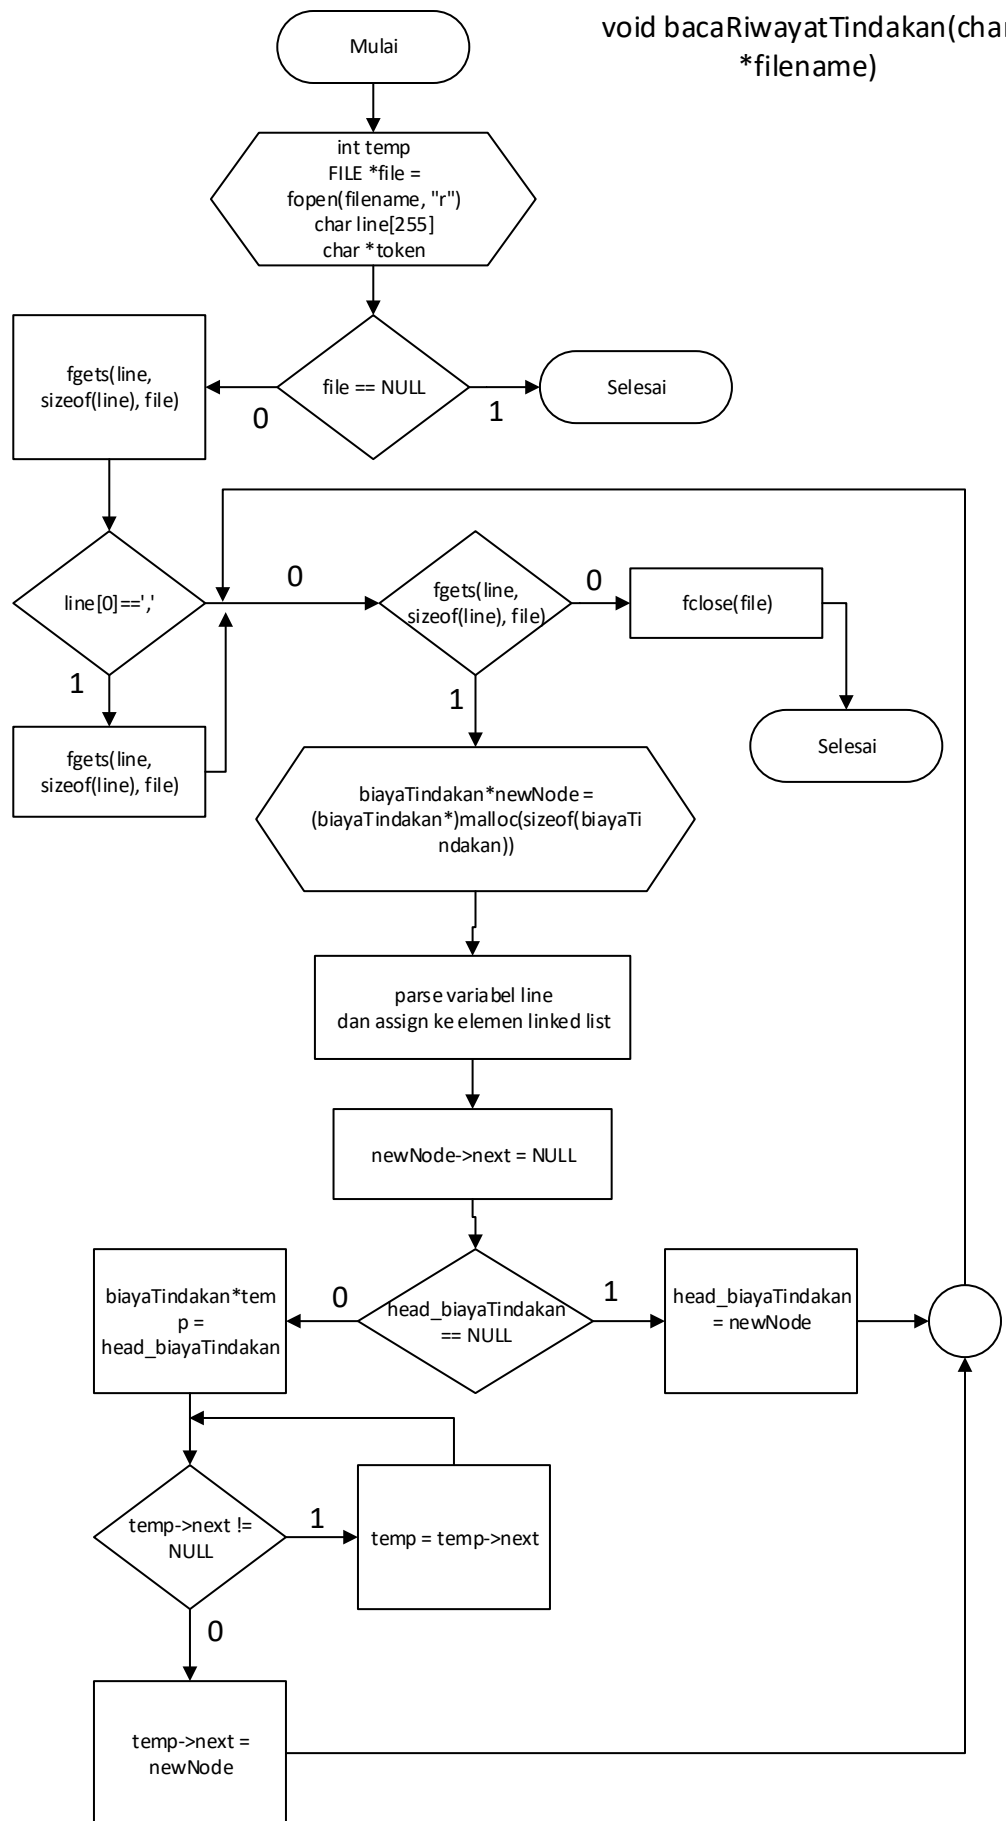 void bacaRiwayatTindakan(char
*filename)
Mulai
int temp
FILE *file =
fopen(filename, "r")
char line[255]
char *token
file == NULL
0
1
Selesai
fgets(line,
sizeof(line), file)
line[0]==','
0
1
fgets(line,
sizeof(line), file)
fgets(line,
sizeof(line), file)
0
1
fclose(file)
Selesai
biayaTindakan*newNode =
(biayaTindakan*)malloc(sizeof(biayaTi
ndakan))
parse variabel line
dan assign ke elemen linked list
newNode->next = NULL
head_biayaTindakan
== NULL
0
1
head_biayaTindakan
= newNode
biayaTindakan*tem
p =
head_biayaTindakan
temp->next !=
NULL
1
0
temp = temp->next
temp->next =
newNode